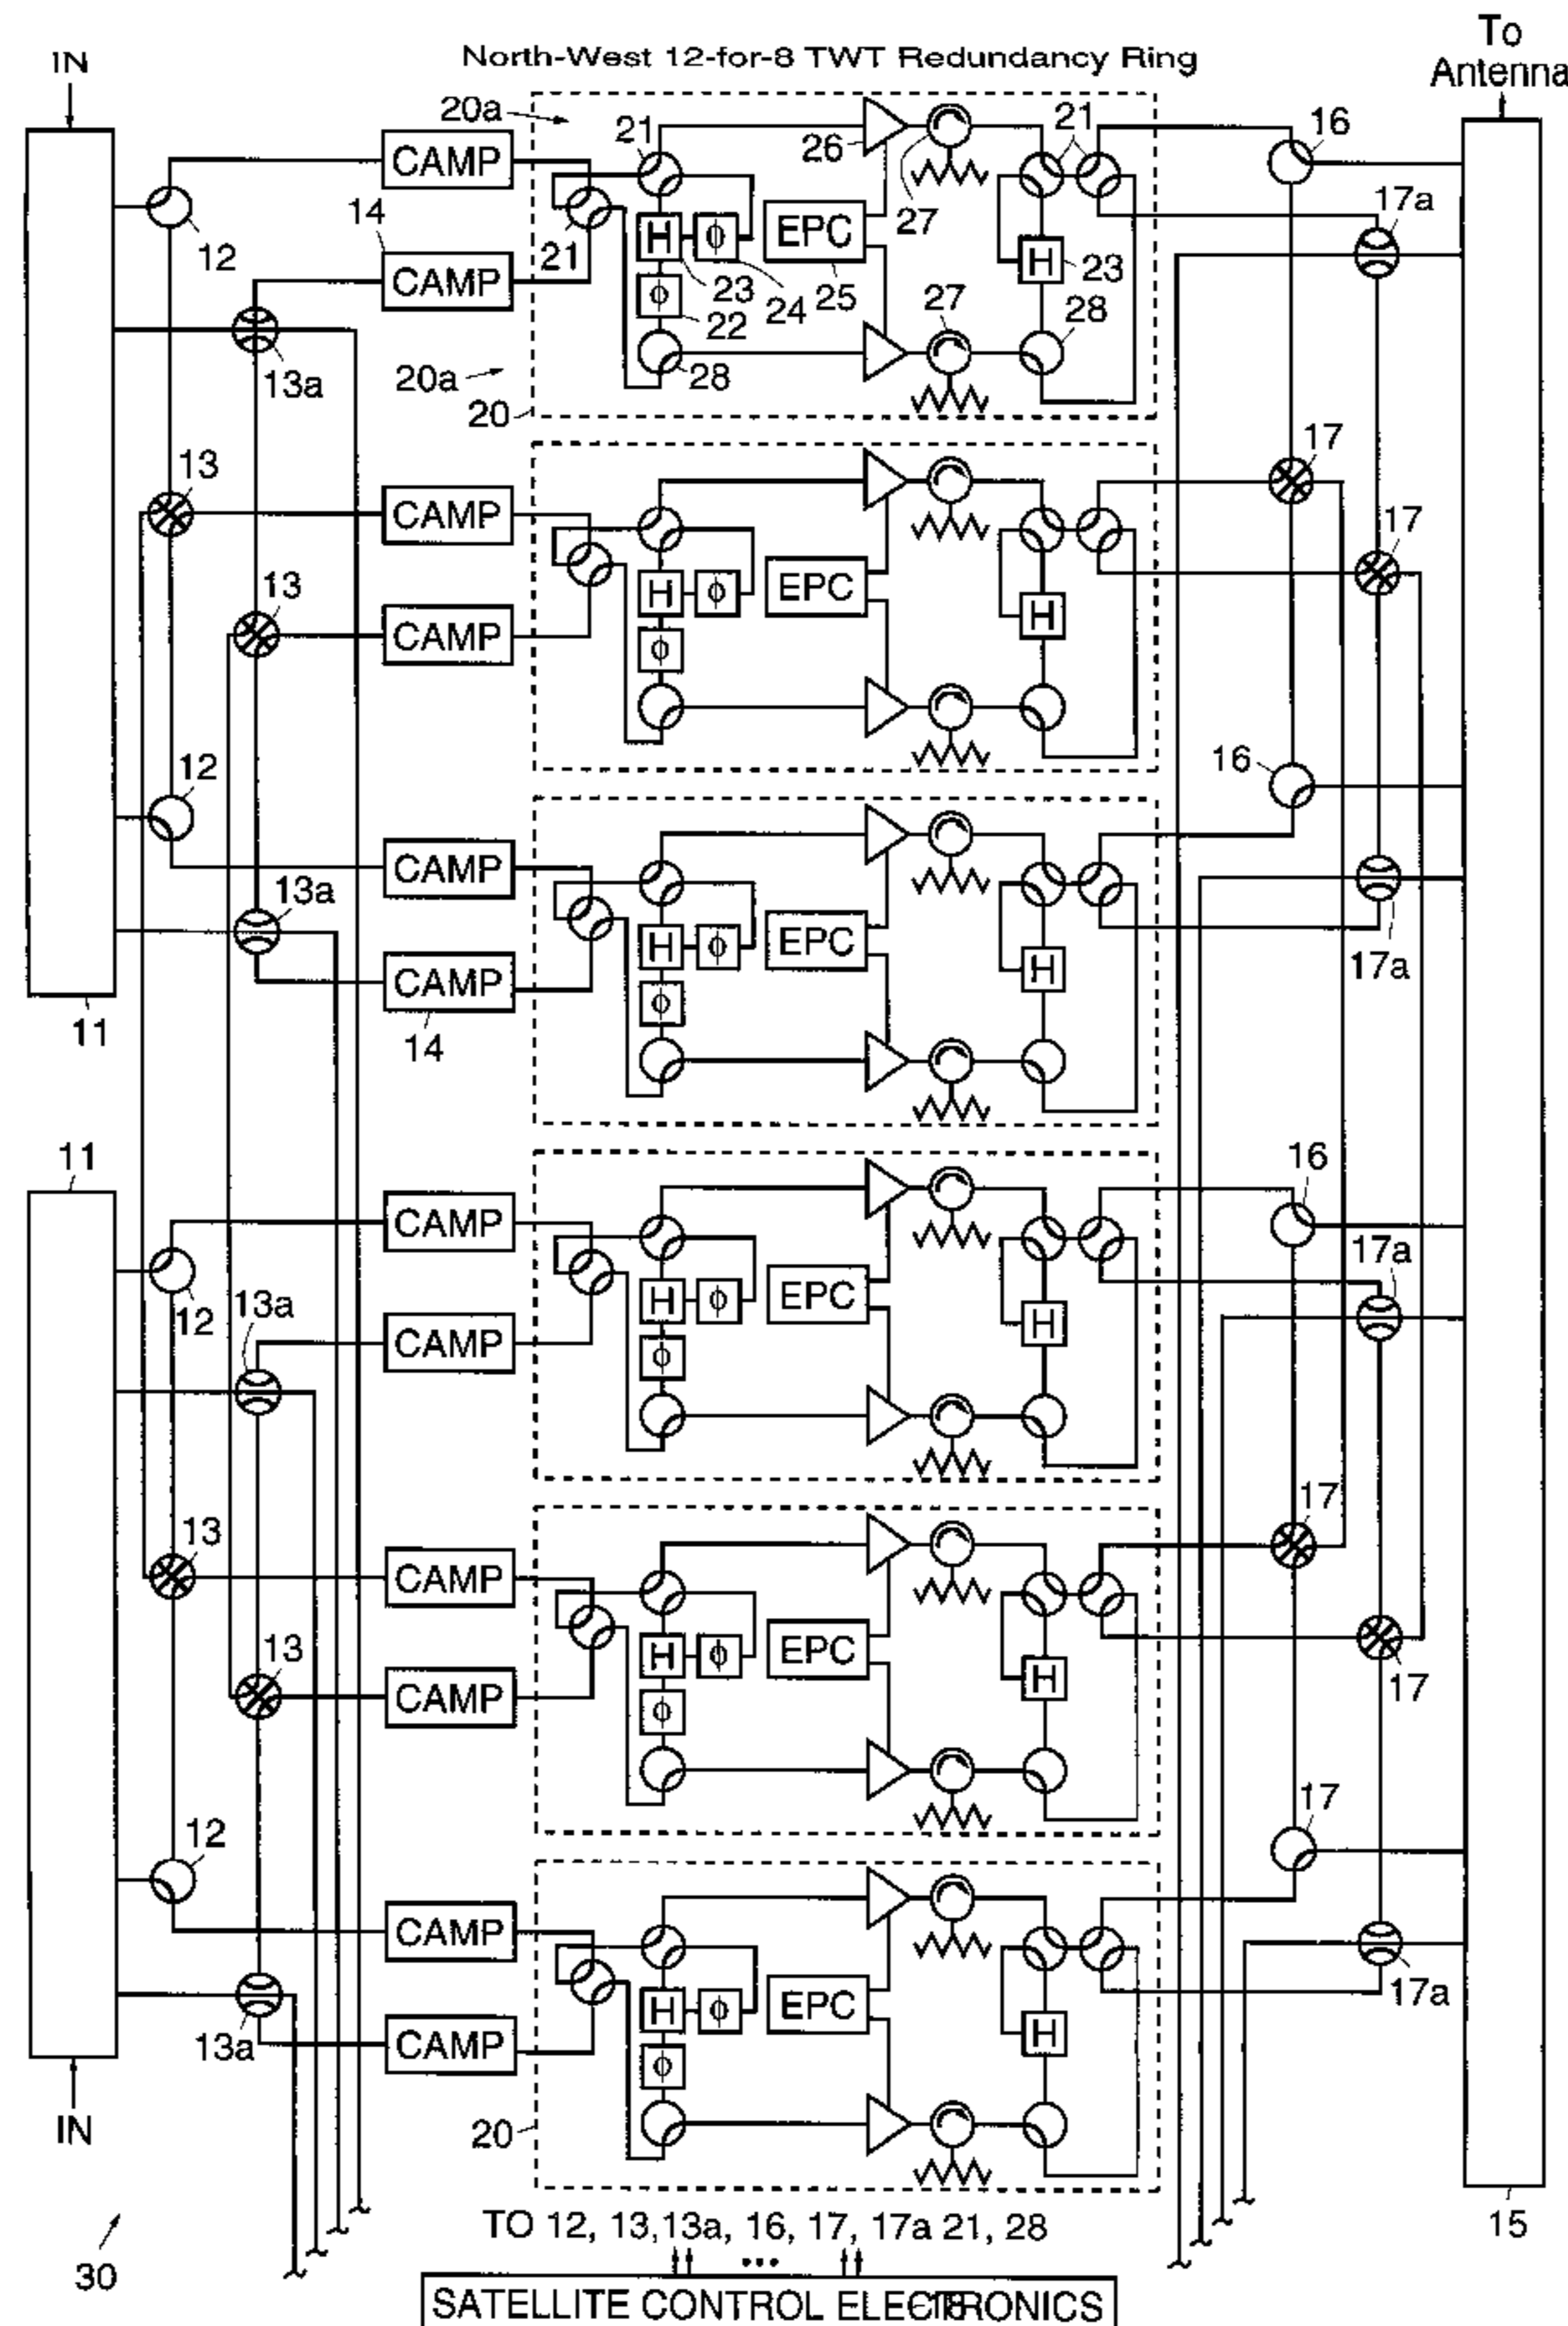 To
Antenna
IN
North-West 12-for-8 TWT Redundancy Ring
20a
21
26
21
16
CAMP
27
17a
12
14
CAMP
21
H
ϕ
EPC
23
24
25
H
23
ϕ
22
27
28
13a
28
20a
20
13
CAMP
17
17
EPC
H
ϕ
13
CAMP
H
ϕ
12
16
CAMP
13a
EPC
H
ϕ
H
17a
CAMP
ϕ
11
14
11
16
CAMP
17a
12
13a
EPC
H
ϕ
H
CAMP
ϕ
17
13
CAMP
13
EPC
H
ϕ
H
17
CAMP
ϕ
17
12
CAMP
EPC
H
ϕ
H
17a
13a
CAMP
ϕ
IN
20
TO 12, 13,13a, 16, 17, 17a 21, 28
15
30
...
SATELLITE CONTROL ELECTRONICS
18